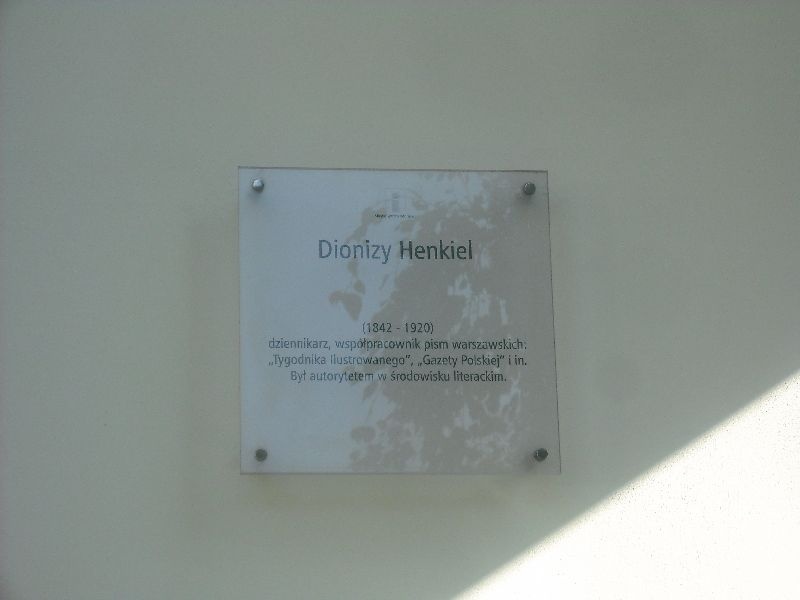 Dionizy Henkiel
(1842 - 1920)
dziennikarz, współpracownik pism warszawskich:
„Tygodnika Ilustrowanego”, „Gazety Polskiej” i in.
Był autorytetem w środowisku literackim.